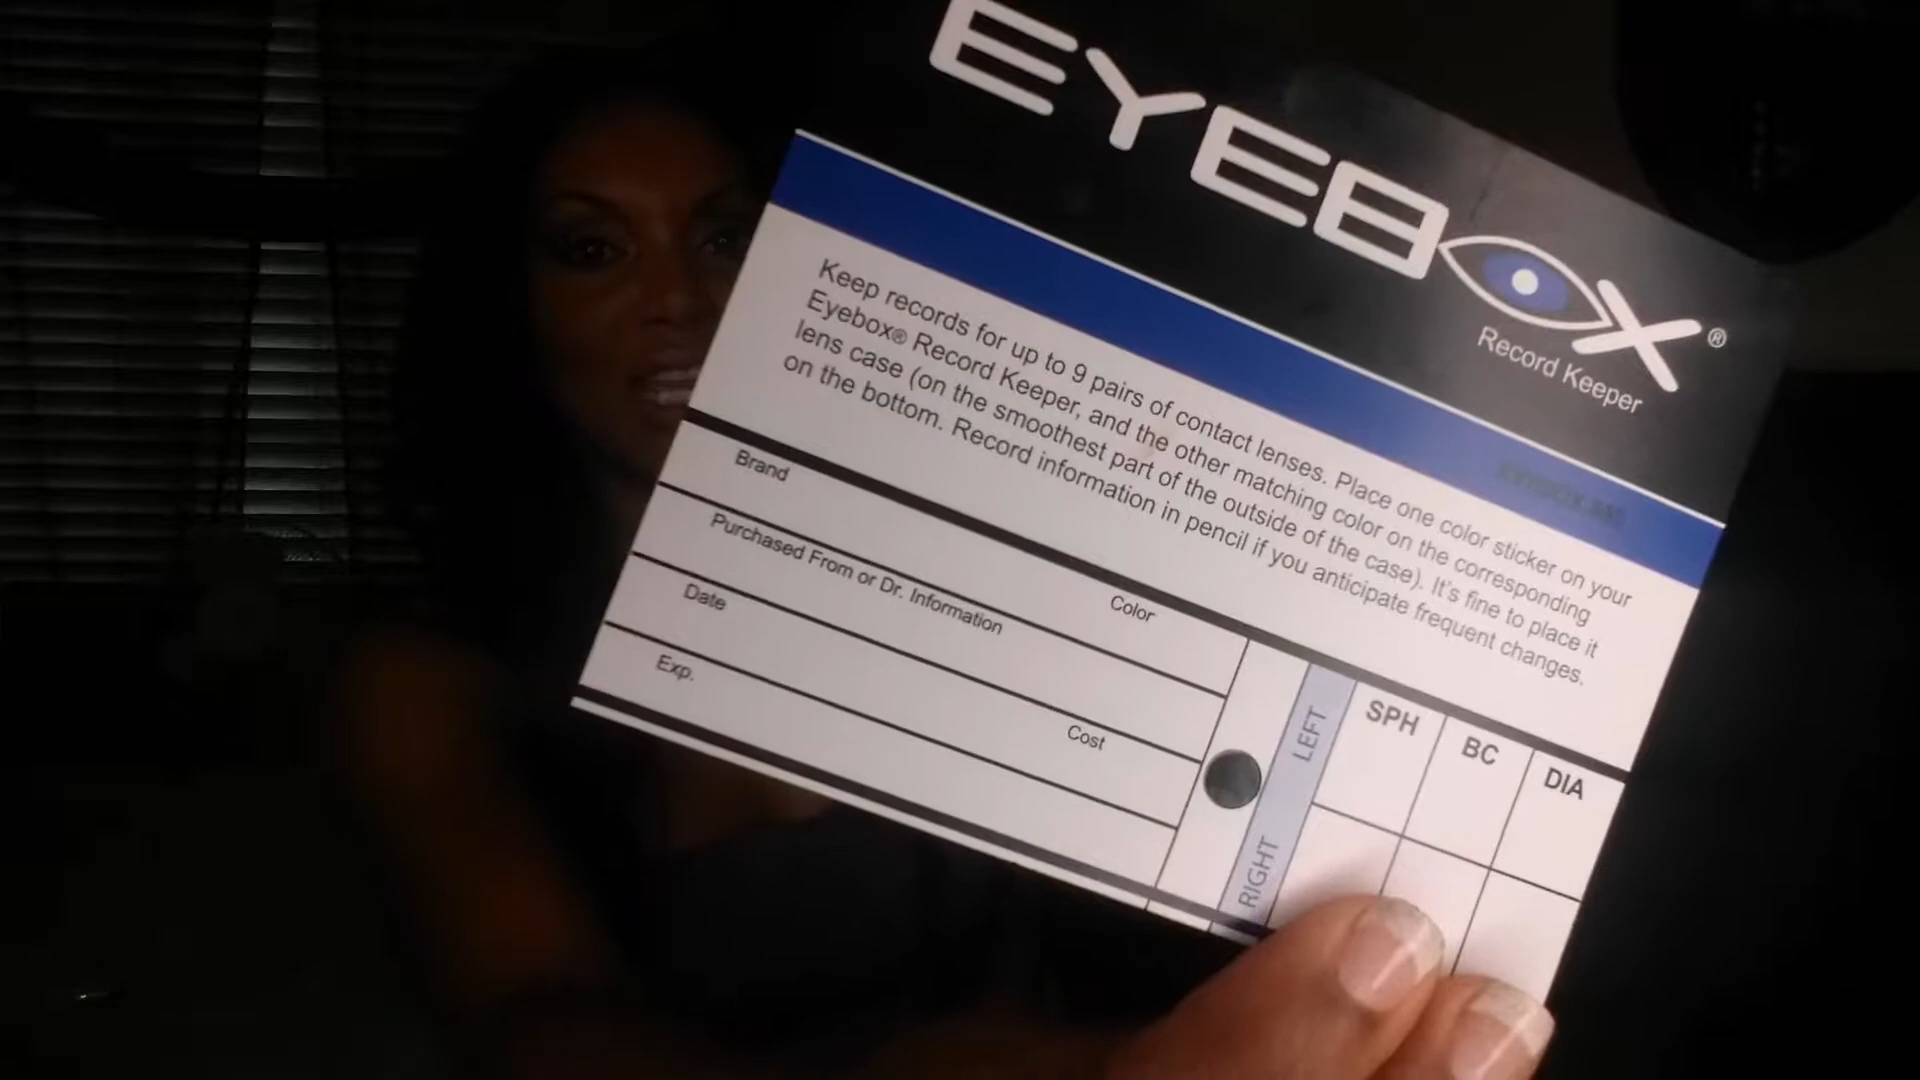 EYEBOX®
Record Keeper
Keep records for up to 9 pairs of contact lenses. Place one color sticker on your
Eyebox® Record Keeper, and the other matching color on the corresponding
lens case (on the smoothest part of the outside of the case). It's fine to place it
on the bottom. Record information in pencil if you anticipate frequent changes.
Brand Color
Purchased From or Dr. Information
Date Cost
Exp.
LEFT SPH BC DIA
RIGHT